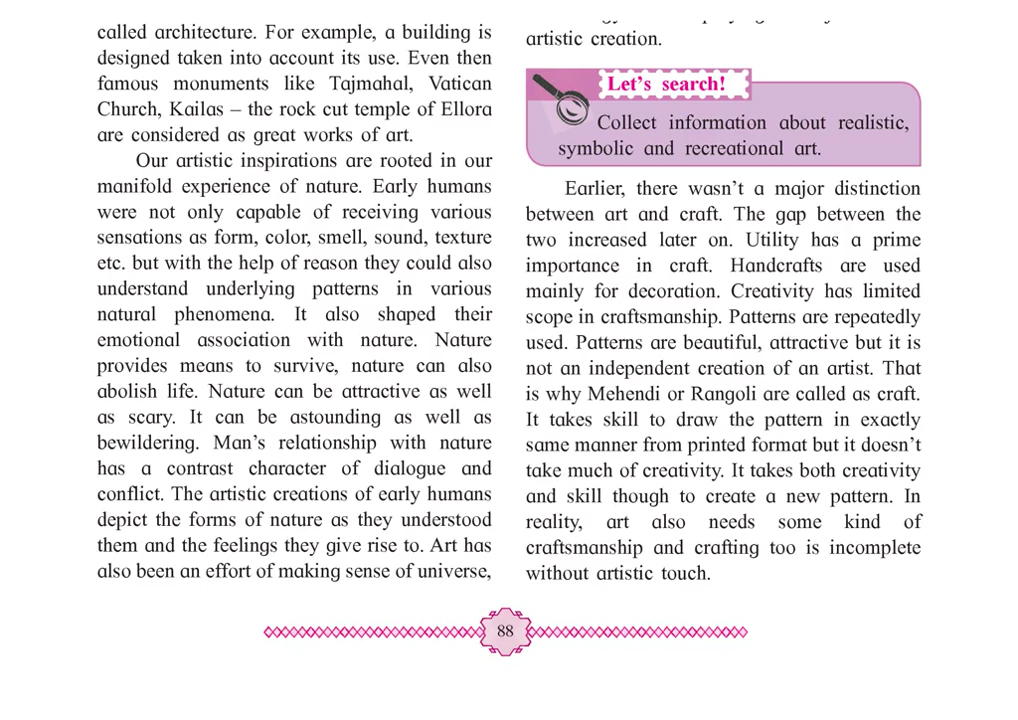 called architecture. For example, a building is
designed taken into account its use. Even then
famous monuments like Tajmahal, Vatican
Church, Kailas – the rock cut temple of Ellora
are considered as great works of art.
Our artistic inspirations are rooted in our
manifold experience of nature. Early humans
were not only capable of receiving various
sensations as form, color, smell, sound, texture
etc. but with the help of reason they could also
understand underlying patterns in various
natural phenomena. It also shaped their
emotional association with nature. Nature
provides means to survive, nature can also
abolish life. Nature can be attractive as well
as scary. It can be astounding as well as
bewildering. Man’s relationship with nature
has a contrast character of dialogue and
conflict. The artistic creations of early humans
depict the forms of nature as they understood
them and the feelings they give rise to. Art has
also been an effort of making sense of universe,
artistic creation.
Let’s search!
Collect information about realistic,
symbolic and recreational art.
Earlier, there wasn’t a major distinction
between art and craft. The gap between the
two increased later on. Utility has a prime
importance in craft. Handcrafts are used
mainly for decoration. Creativity has limited
scope in craftsmanship. Patterns are repeatedly
used. Patterns are beautiful, attractive but it is
not an independent creation of an artist. That
is why Mehendi or Rangoli are called as craft.
It takes skill to draw the pattern in exactly
same manner from printed format but it doesn’t
take much of creativity. It takes both creativity
and skill though to create a new pattern. In
reality, art also needs some kind of
craftsmanship and crafting too is incomplete
without artistic touch.
88